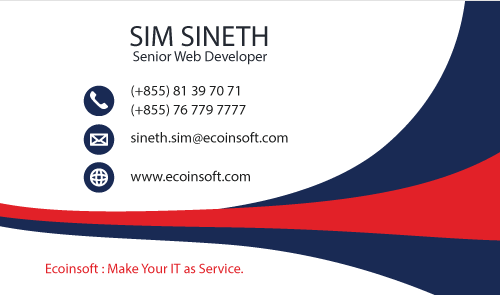 SIM SINETH
Senior Web Developer
(+855) 81 39 70 71
(+855) 76 779 7777
sineth.sim@ecoinsoft.com
www.ecoinsoft.com
Ecoinsoft : Make Your IT as Service.